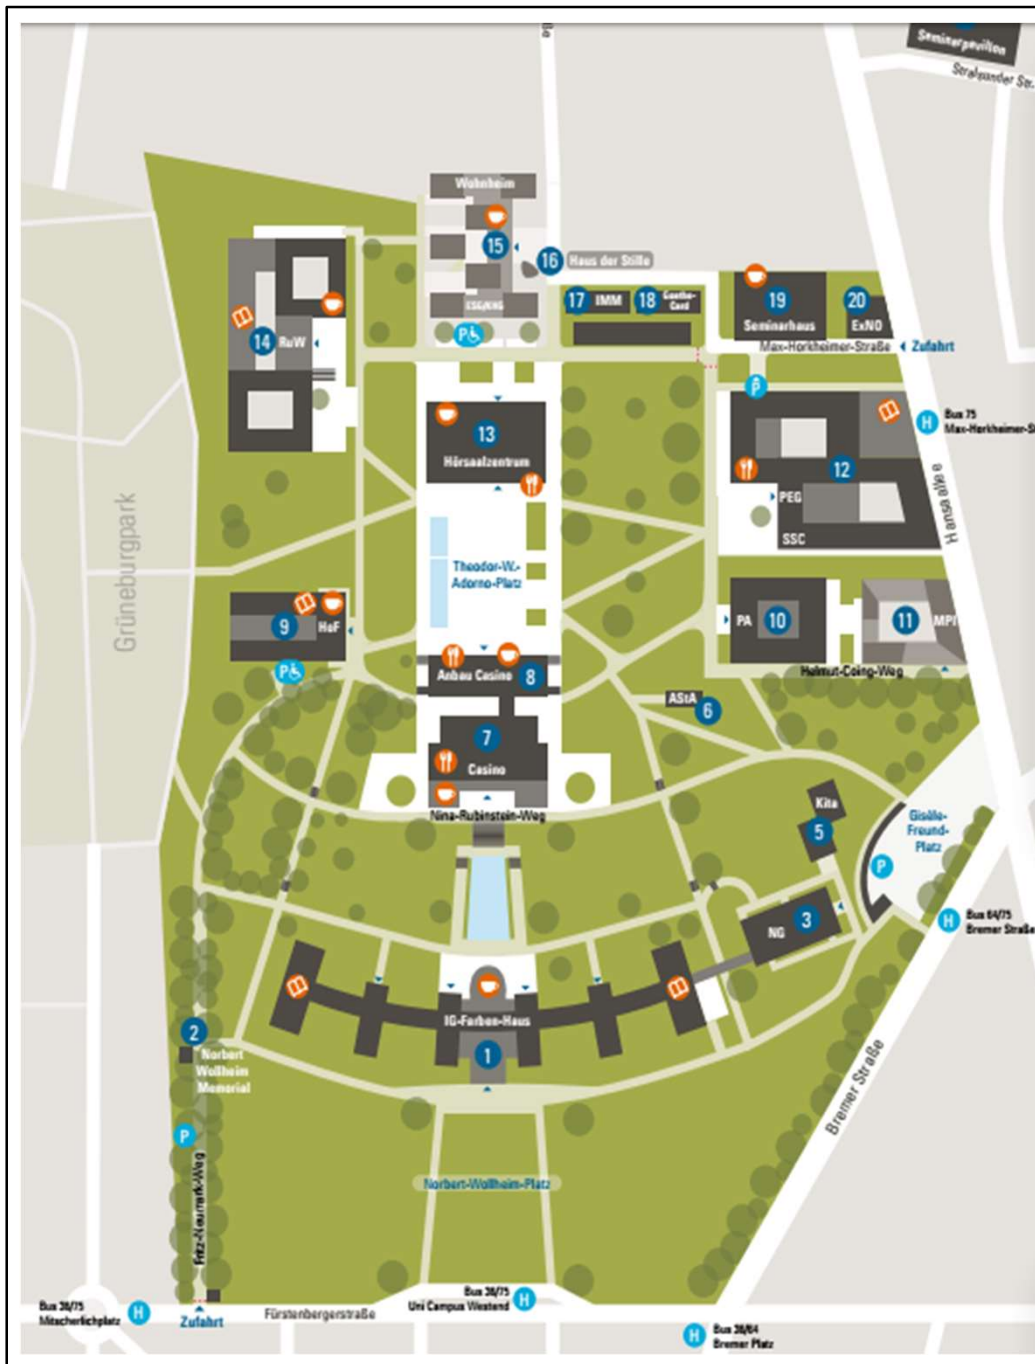 ße
Seminarpavillon
Stralsunder Str.
Wohnheim
15
16 Haus der Stille
ESG/KHG
P
17 IMM
18 Goethe-
Card
19
Seminarhaus
20
ExNO
Max-Horkheimer-Straße
Zufahrt
14 RuW
P
H Bus 75
Max-Horkheimer-St
13
Hörsaalzentrum
12
PEG
SSC
Hansaallee
Grüneburgpark
Theodor-W.-
Adorno-Platz
9 HoF
P
PA 10
11 MPI
Helmut-Coing-Weg
Anbau Casino 8
AStA
6
7
Casino
Nina-Rubinstein-Weg
Kita
5
Gisèle-
Freund-
Platz
P
3
NG
H Bus 64/75
Bremer Straße
IG-Farben-Haus
1
2
Norbert
Wollheim
Memorial
P
Fritz-Neumark-Weg
Bremer Straße
Norbert-Wollheim-Platz
Bus 36/75
Mitscherlichplatz H
Zufahrt
Fürstenbergerstraße
Bus 36/75
Uni Campus Westend H
H Bus 36/64
Bremer Platz